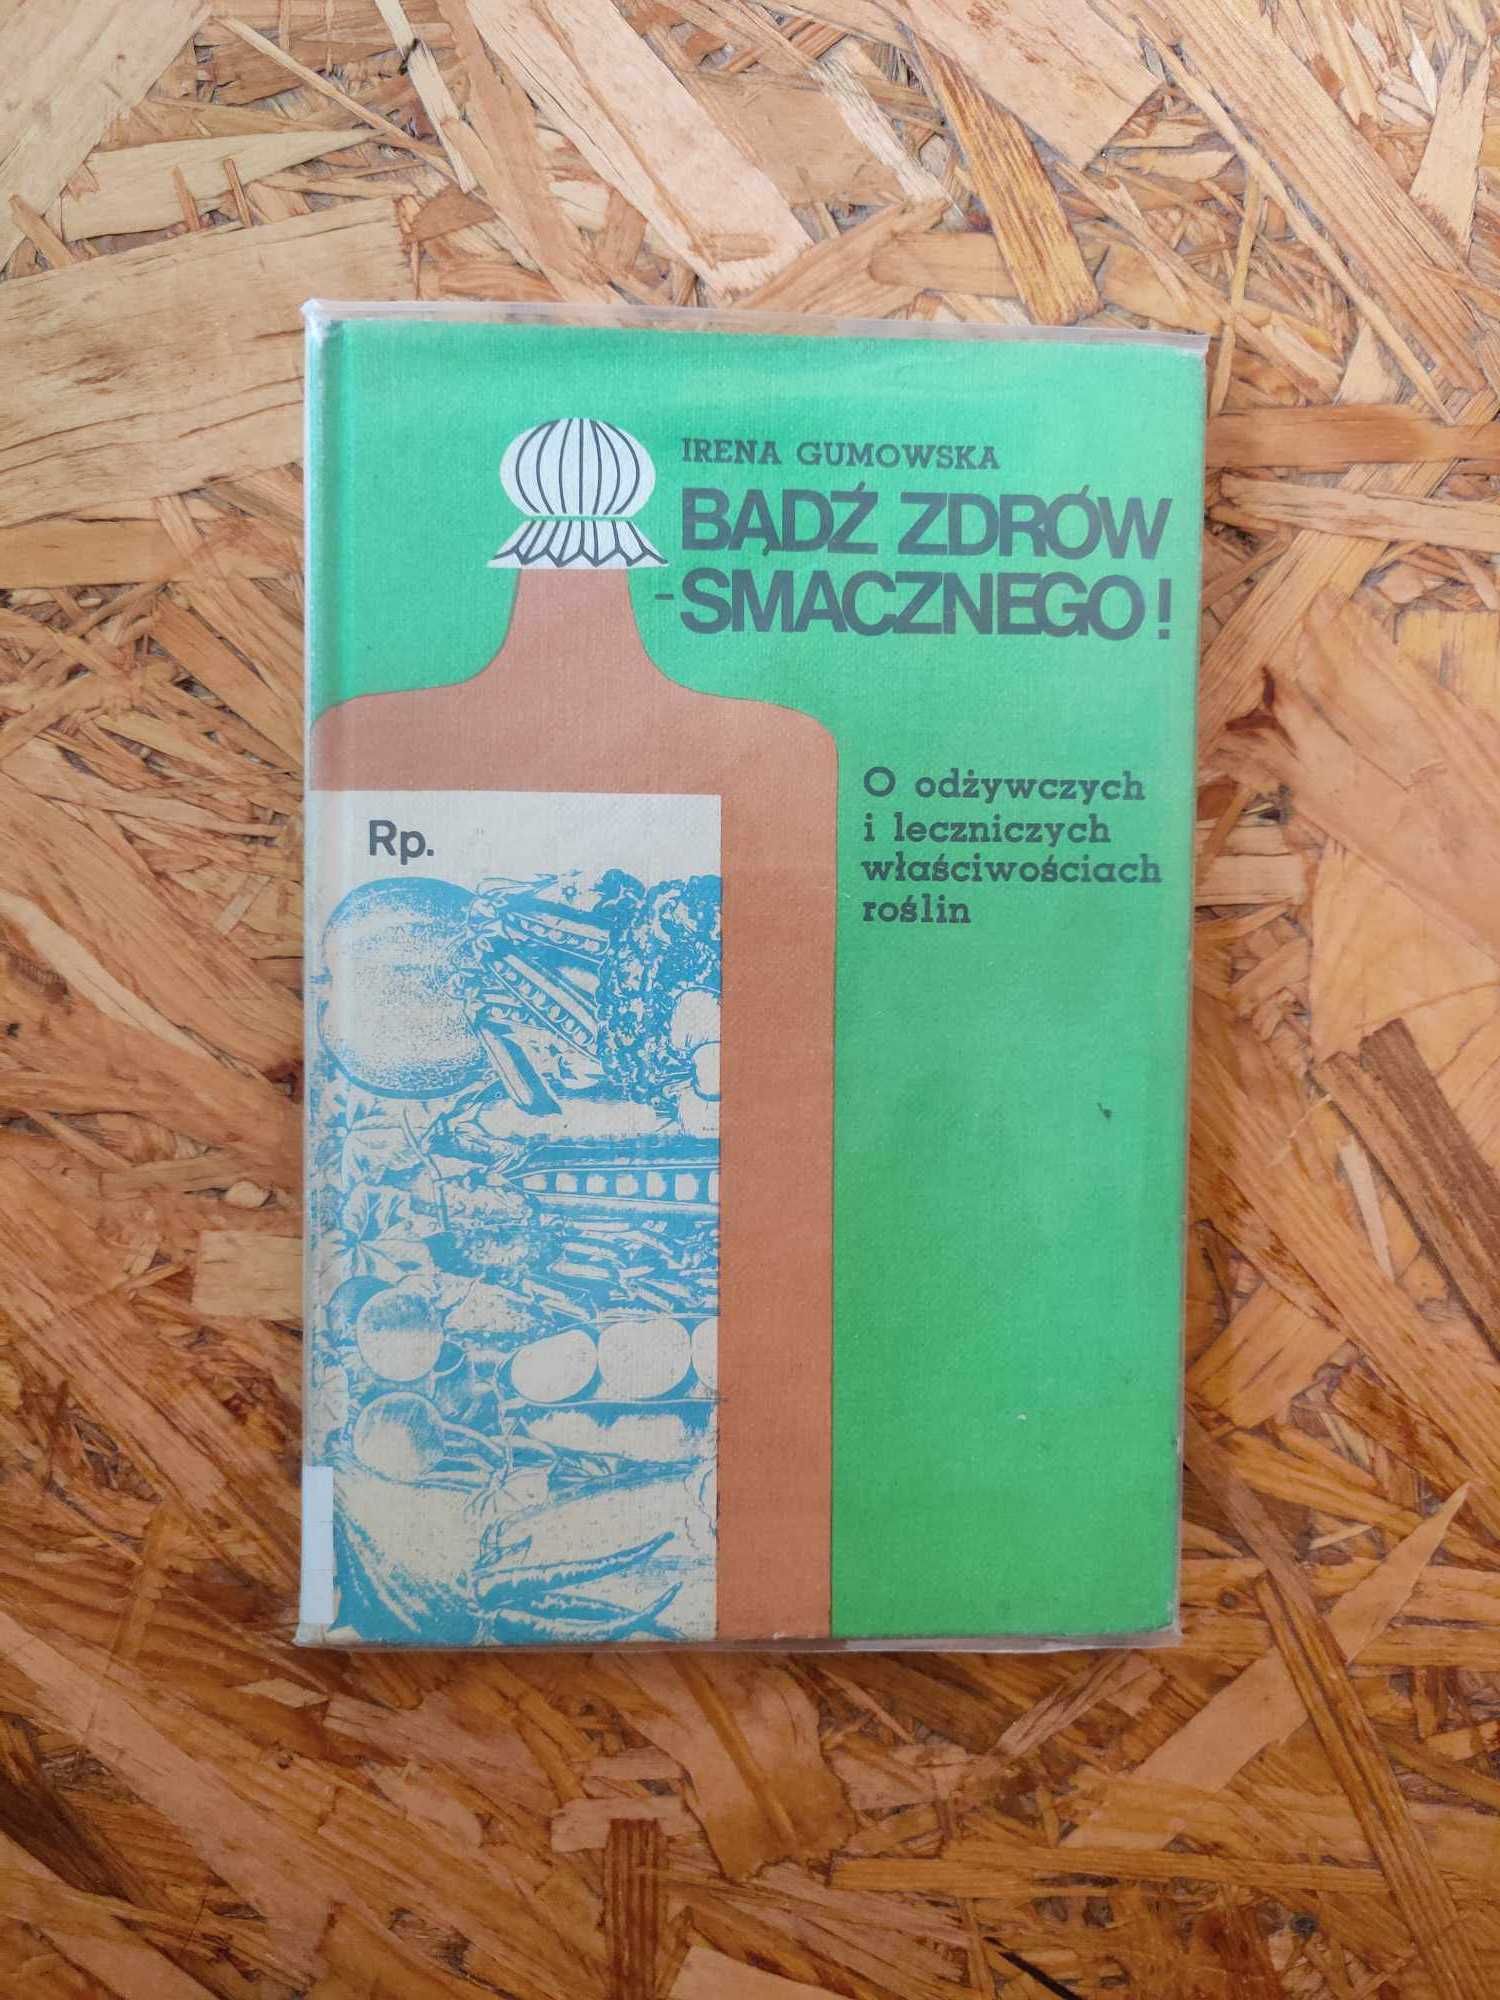 IRENA GUMOWSKA
BĄDŹ ZDRÓW
-SMACZNEGO!
O odżywczych
i leczniczych
właściwościach
roślin
Rp.